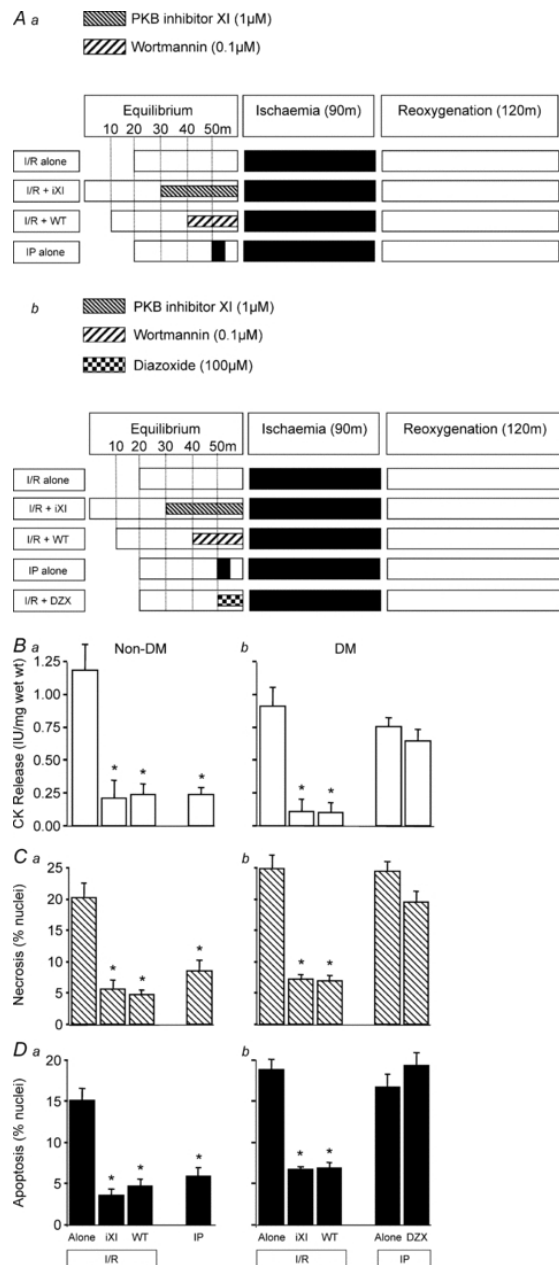 A a
PKB inhibitor XI (1µM)
Wortmannin (0.1µM)
Equilibrium
10 20 30 40 50m
Ischaemia (90m)
Reoxygenation (120m)
I/R alone
I/R + iXI
I/R + WT
IP alone
b
PKB inhibitor XI (1µM)
Wortmannin (0.1µM)
Diazoxide (100µM)
Equilibrium
10 20 30 40 50m
Ischaemia (90m)
Reoxygenation (120m)
I/R alone
I/R + iXI
I/R + WT
IP alone
I/R + DZX
B a
Non-DM
b
DM
CK Release (IU/mg wet wt)
1.25
1.00
0.75
0.50
0.25
0.00
* * *
* *
C a
b
Necrosis (% nuclei)
25
20
15
10
5
0
* * *
* *
D a
b
Apoptosis (% nuclei)
20
15
10
5
0
* * *
* *
Alone iXI WT IP
I/R
Alone iXI WT Alone DZX
I/R IP